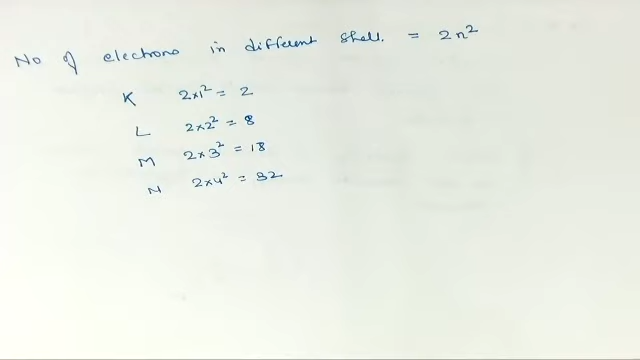 No of electrons in different shell. = 2n²
K 2×1² = 2
L 2×2² = 8
M 2×3² = 18
N 2×4² = 32